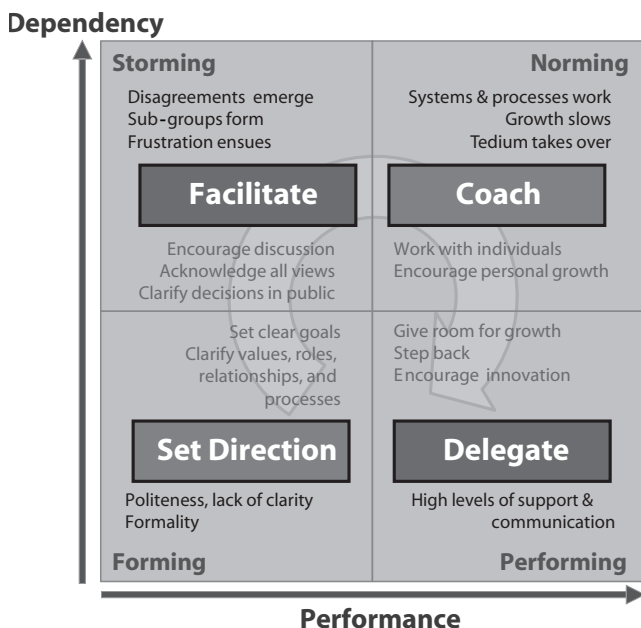 Dependency
Storming
Disagreements emerge
Sub-groups form
Frustration ensues
Facilitate
Encourage discussion
Acknowledge all views
Clarify decisions in public
Norming
Systems & processes work
Growth slows
Tedium takes over
Coach
Work with individuals
Encourage personal growth
Set clear goals
Clarify values, roles,
relationships, and
processes
Set Direction
Politeness, lack of clarity
Formality
Forming
Give room for growth
Step back
Encourage innovation
Delegate
High levels of support &
communication
Performing
Performance